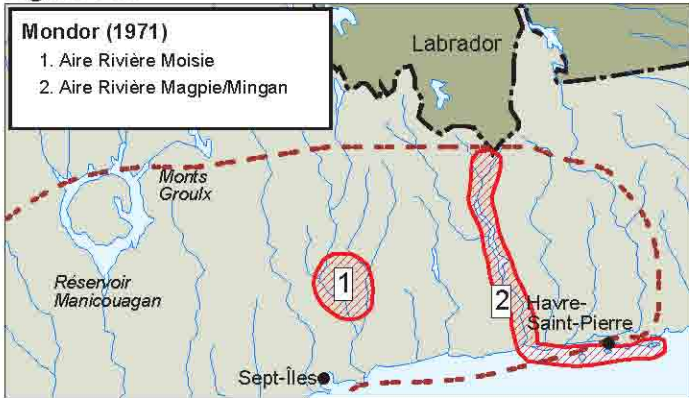 Mondor (1971)
1. Aire Rivière Moisie
2. Aire Rivière Magpie/Mingan
Labrador
Monts
Groulx
Réservoir
Manicouagan
1
2
Havre-
Saint-Pierre
Sept-Îles